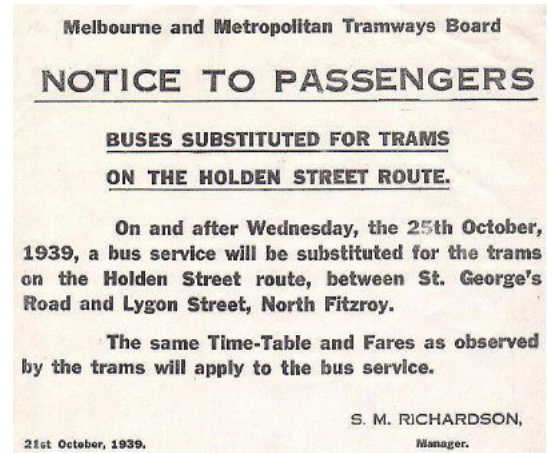 Melbourne and Metropolitan Tramways Board
NOTICE TO PASSENGERS
BUSES SUBSTITUTED FOR TRAMS
ON THE HOLDEN STREET ROUTE.
On and after Wednesday, the 25th October,
1939, a bus service will be substituted for the trams
on the Holden Street route, between St. George's
Road and Lygon Street, North Fitzroy.
The same Time-Table and Fares as observed
by the trams will apply to the bus service.
S. M. RICHARDSON,
21st October, 1939. Manager.